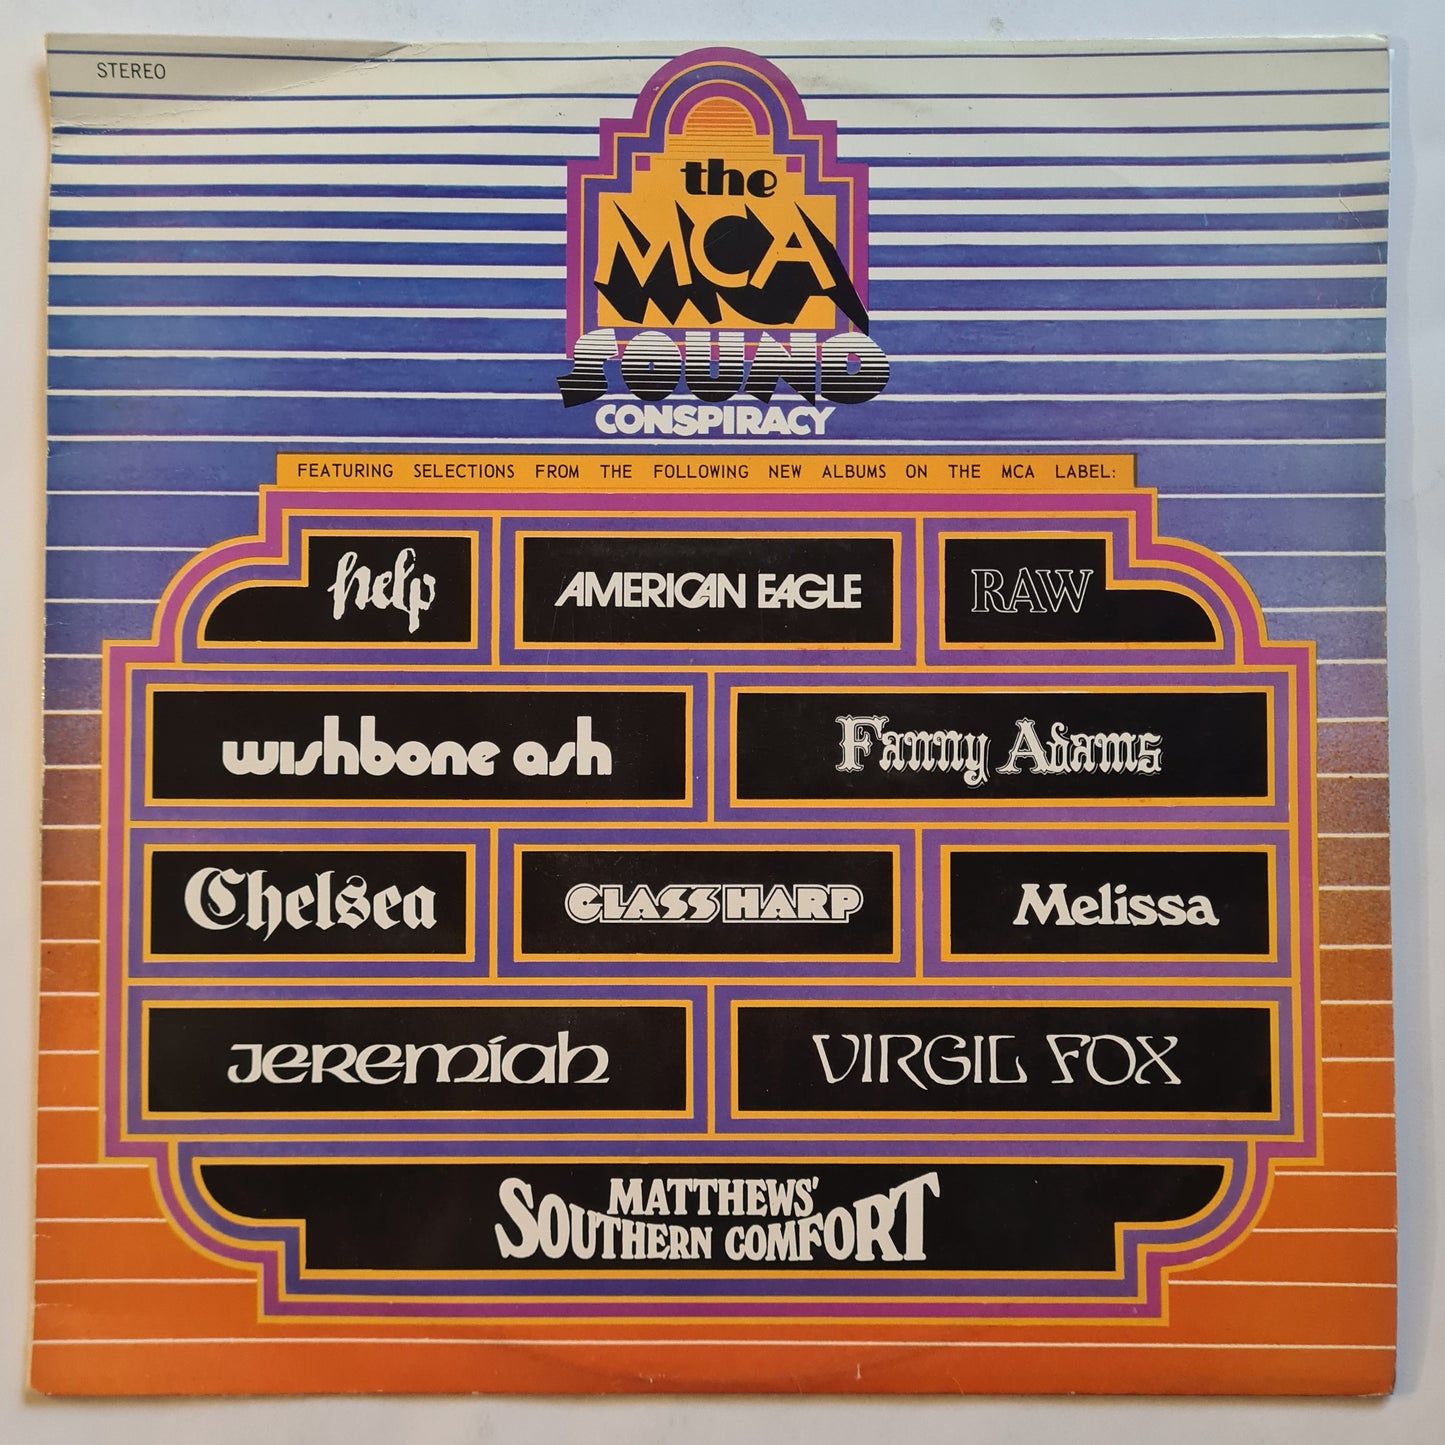 STEREO
the
MCA
SOUND
CONSPIRACY
FEATURING SELECTIONS FROM THE FOLLOWING NEW ALBUMS ON THE MCA LABEL:
help
AMERICAN EAGLE
RAW
wishbone ash
Fanny Adams
Chelsea
GLASS HARP
Melissa
JEREMIAH
VIRGIL FOX
MATTHEWS'
SOUTHERN COMFORT